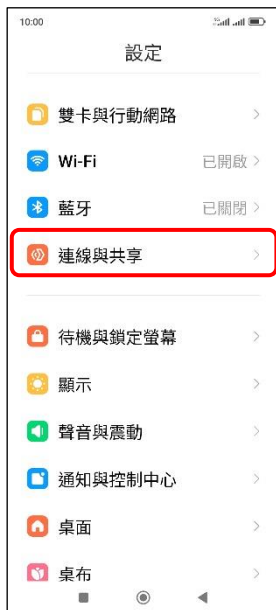 10:00
設定
雙卡與行動網路
Wi-Fi 已開啟
藍牙 已關閉
連線與共享
待機與鎖定螢幕
顯示
聲音與震動
通知與控制中心
桌面
桌布